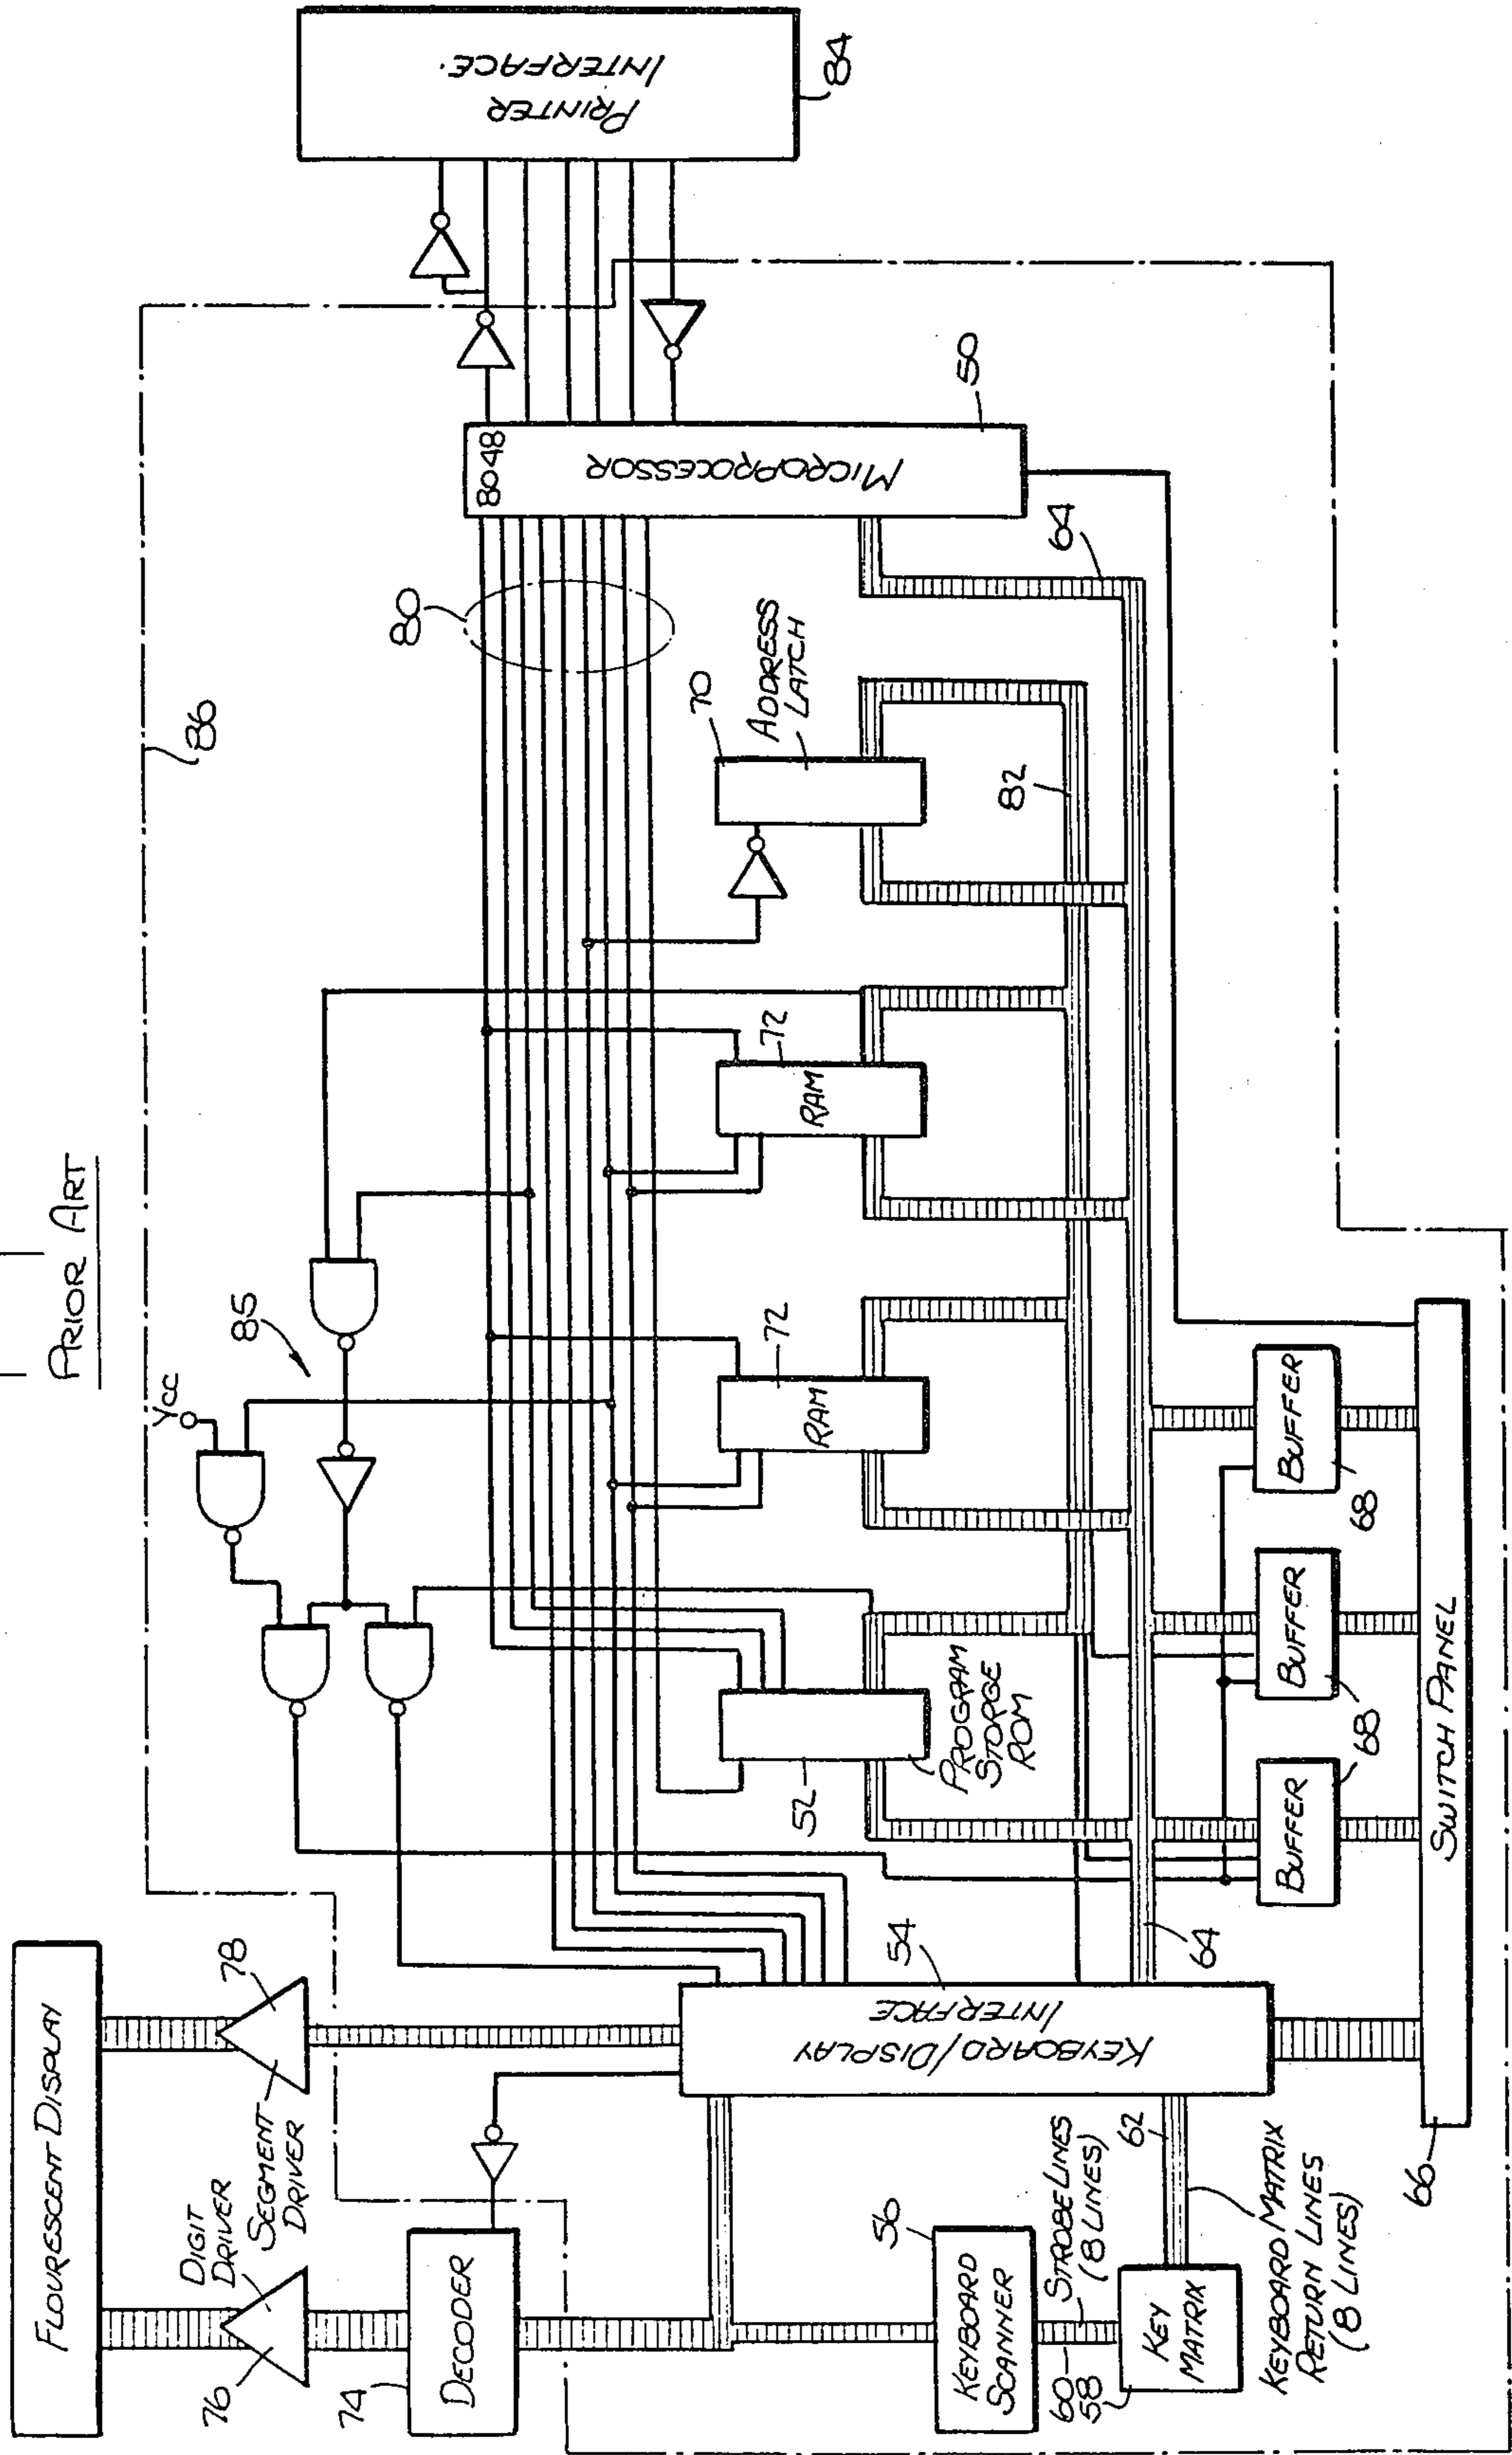 PRIOR ART
FLOURESCENT DISPLAY
DIGIT
DRIVER
76
SEGMENT
DRIVER
78
DECODER
74
KEYBOARD
SCANNER
56
STROBE LINES
(8 LINES)
60
58
KEY
MATRIX
KEYBOARD MATRIX
RETURN LINES
(8 LINES)
62
KEYBOARD/DISPLAY
INTERFACE
54
64
66
SWITCH PANEL
BUFFER
68
BUFFER
68
BUFFER
68
52
PROGRAM
STORGE
ROM
RAM
72
RAM
72
70
ADDRESS
LATCH
82
64
80
85
VCC
86
8048
MICROPROCESSOR
50
PRINTER
INTERFACE.
84